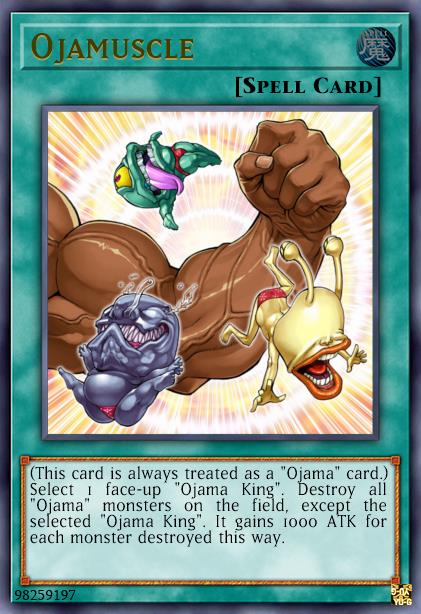 Ojamuscle
魔
[Spell Card]
(This card is always treated as a "Ojama" card.)
Select 1 face-up "Ojama King". Destroy all
"Ojama" monsters on the field, except the
selected "Ojama King". It gains 1000 ATK for
each monster destroyed this way.
98259197